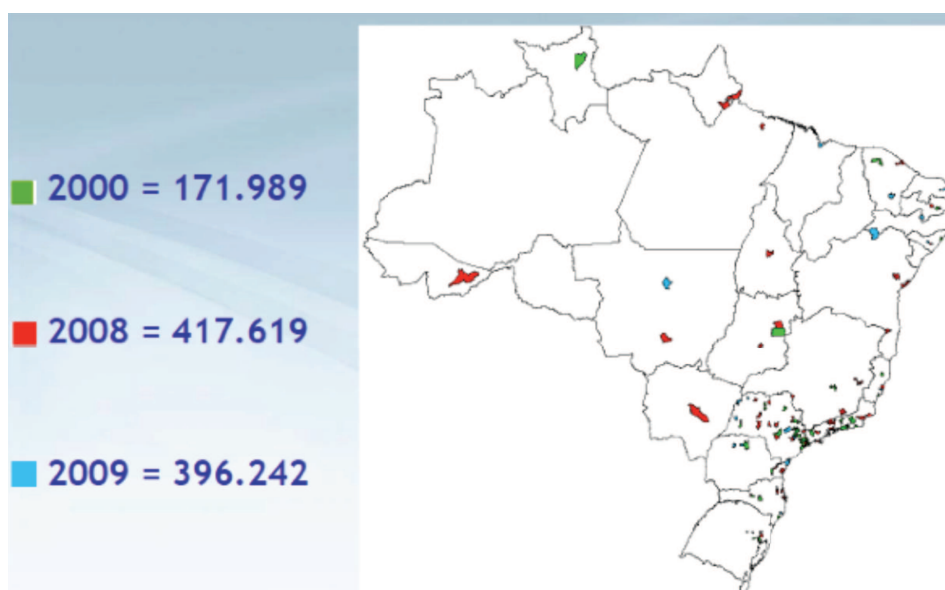 2000 = 171.989
2008 = 417.619
2009 = 396.242